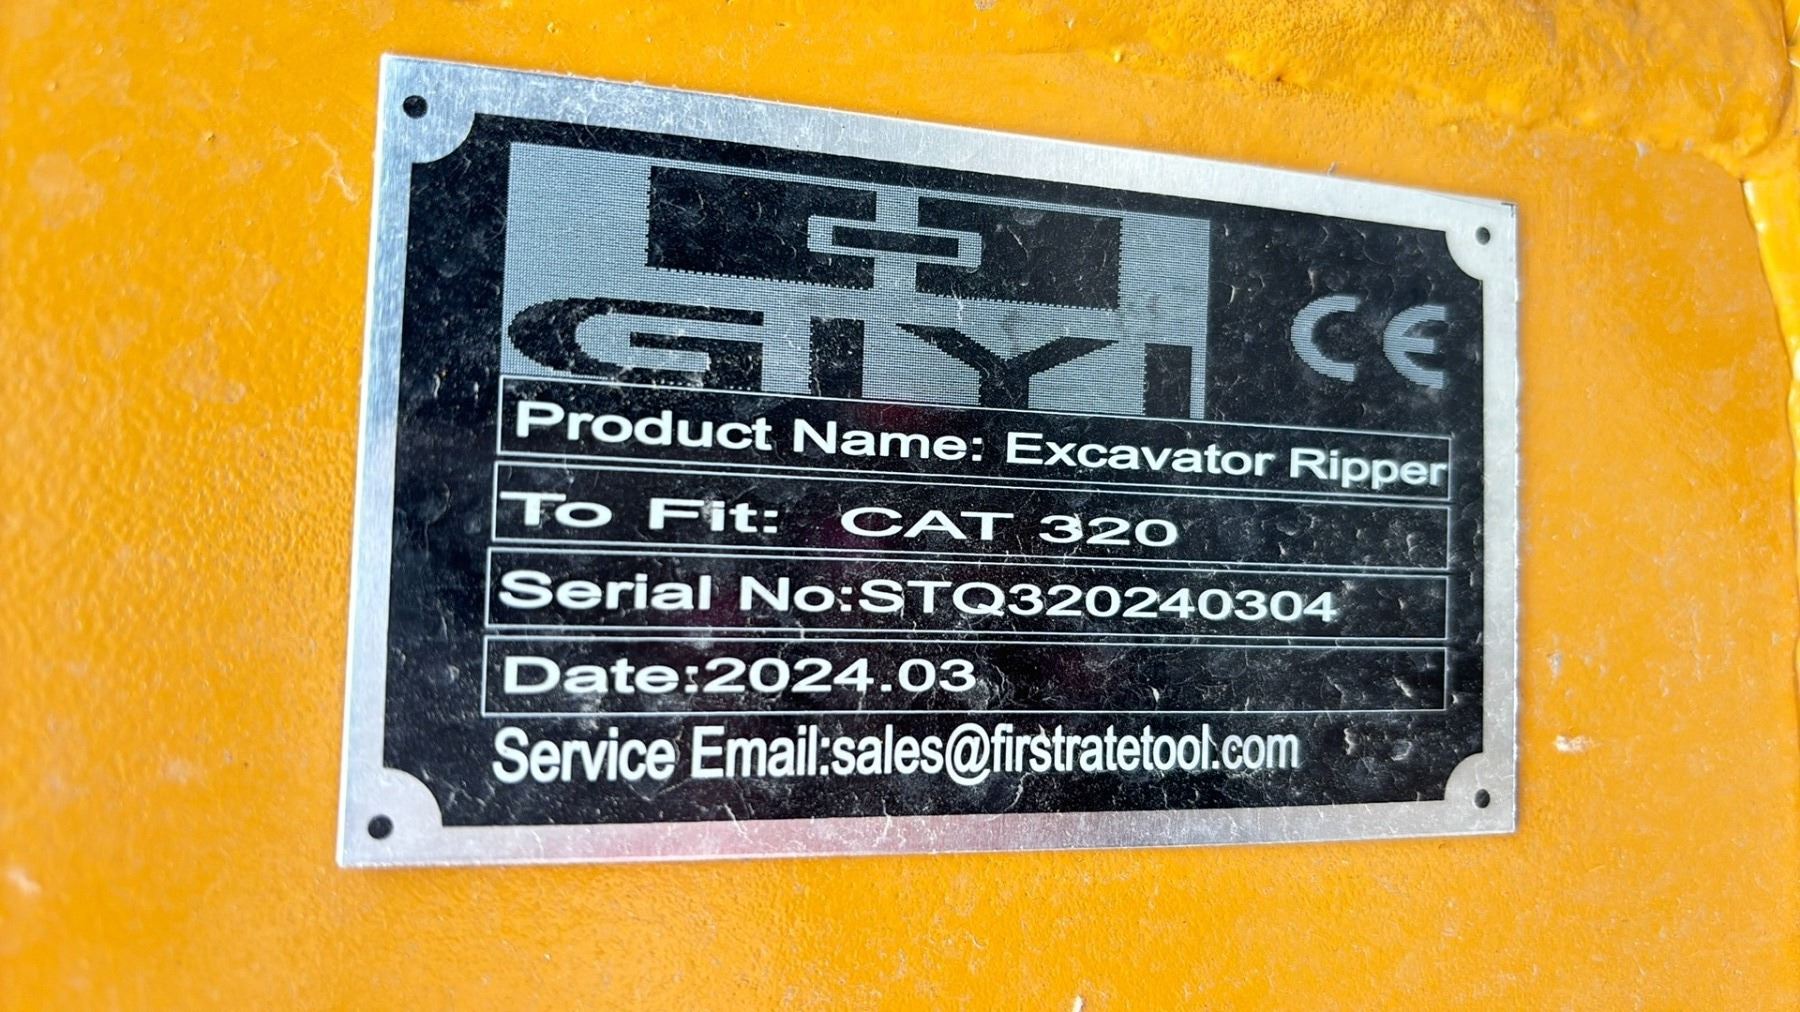 GIYI
CE
Product Name: Excavator Ripper
To Fit: CAT 320
Serial No:STQ320240304
Date:2024.03
Service Email:sales@firstratetool.com